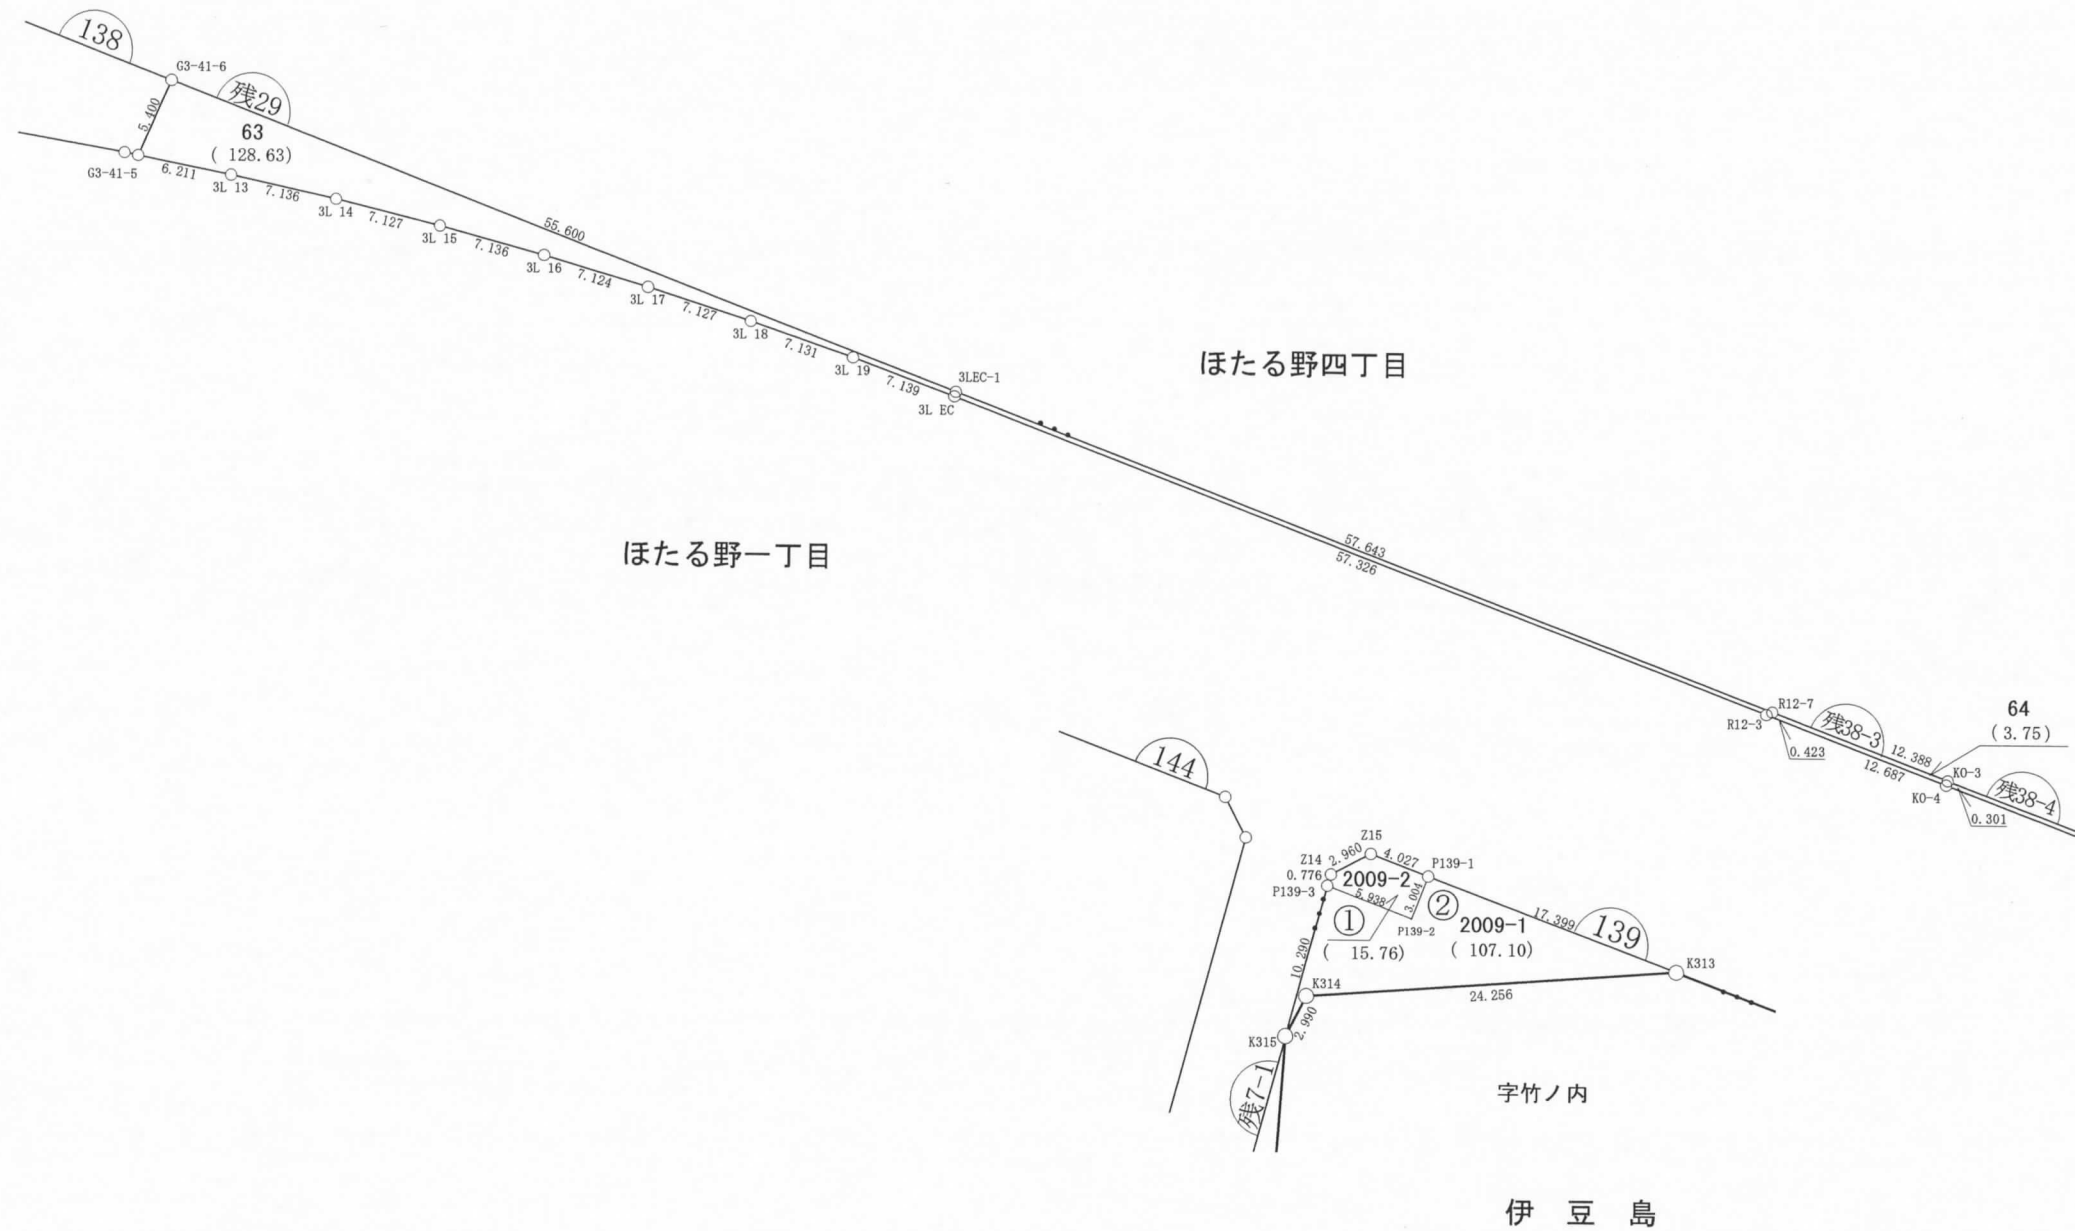 138
G3-41-6
残29
5.400
63
( 128.63)
G3-41-5
6.211
3L 13
7.136
3L 14
7.127
3L 15
7.136
3L 16
7.124
3L 17
7.127
3L 18
7.131
3L 19
7.139
55.600
3LEC-1
3L EC
ほたる野四丁目
ほたる野一丁目
57.643
57.326
R12-7
R12-3
残38-3
0.423
12.388
12.687
64
( 3.75)
K0-3
K0-4
残38-4
0.301
144
Z15
2.960
4.027
Z14
0.776
P139-3
P139-1
2009-2
5.938
3.004
①
②
P139-2
2009-1
( 15.76)
( 107.10)
17.399
139
10.290
K314
K313
24.256
2.990
K315
残7-1
字竹ノ内
伊 豆 島